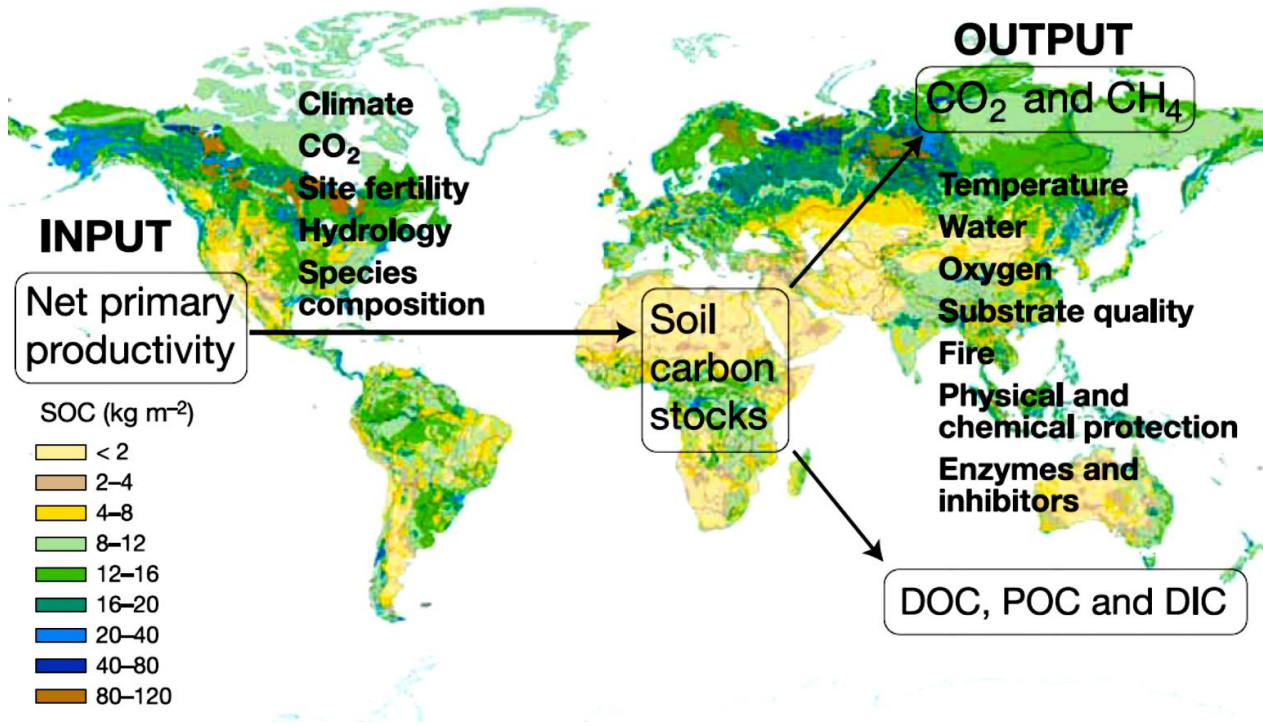 INPUT
Net primary
productivity
Climate
CO₂
Site fertility
Hydrology
Species
composition
Soil
carbon
stocks
OUTPUT
CO₂ and CH₄
Temperature
Water
Oxygen
Substrate quality
Fire
Physical and
chemical protection
Enzymes and
inhibitors
DOC, POC and DIC
SOC (kg m⁻²)
< 2
2–4
4–8
8–12
12–16
16–20
20–40
40–80
80–120